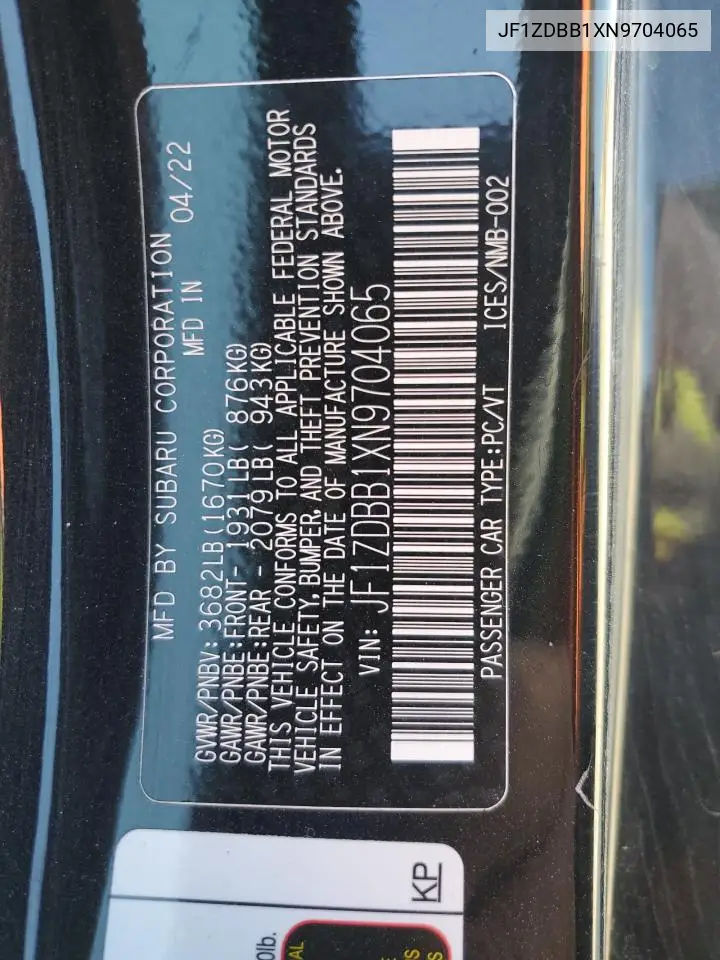 JF1ZDBB1XN9704065
MFD BY SUBARU CORPORATION
MFD IN 04/22
GVWR/PNBV: 3682LB(1670KG)
GAWR/PNBE:FRONT- 1931LB( 876KG)
GAWR/PNBE:REAR - 2079LB( 943KG)
THIS VEHICLE CONFORMS TO ALL APPLICABLE FEDERAL MOTOR
VEHICLE SAFETY, BUMPER, AND THEFT PREVENTION STANDARDS
IN EFFECT ON THE DATE OF MANUFACTURE SHOWN ABOVE.
VIN: JF1ZDBB1XN9704065
PASSENGER CAR TYPE:PC/VT ICES/NMB-002
KP
0lb.
AL